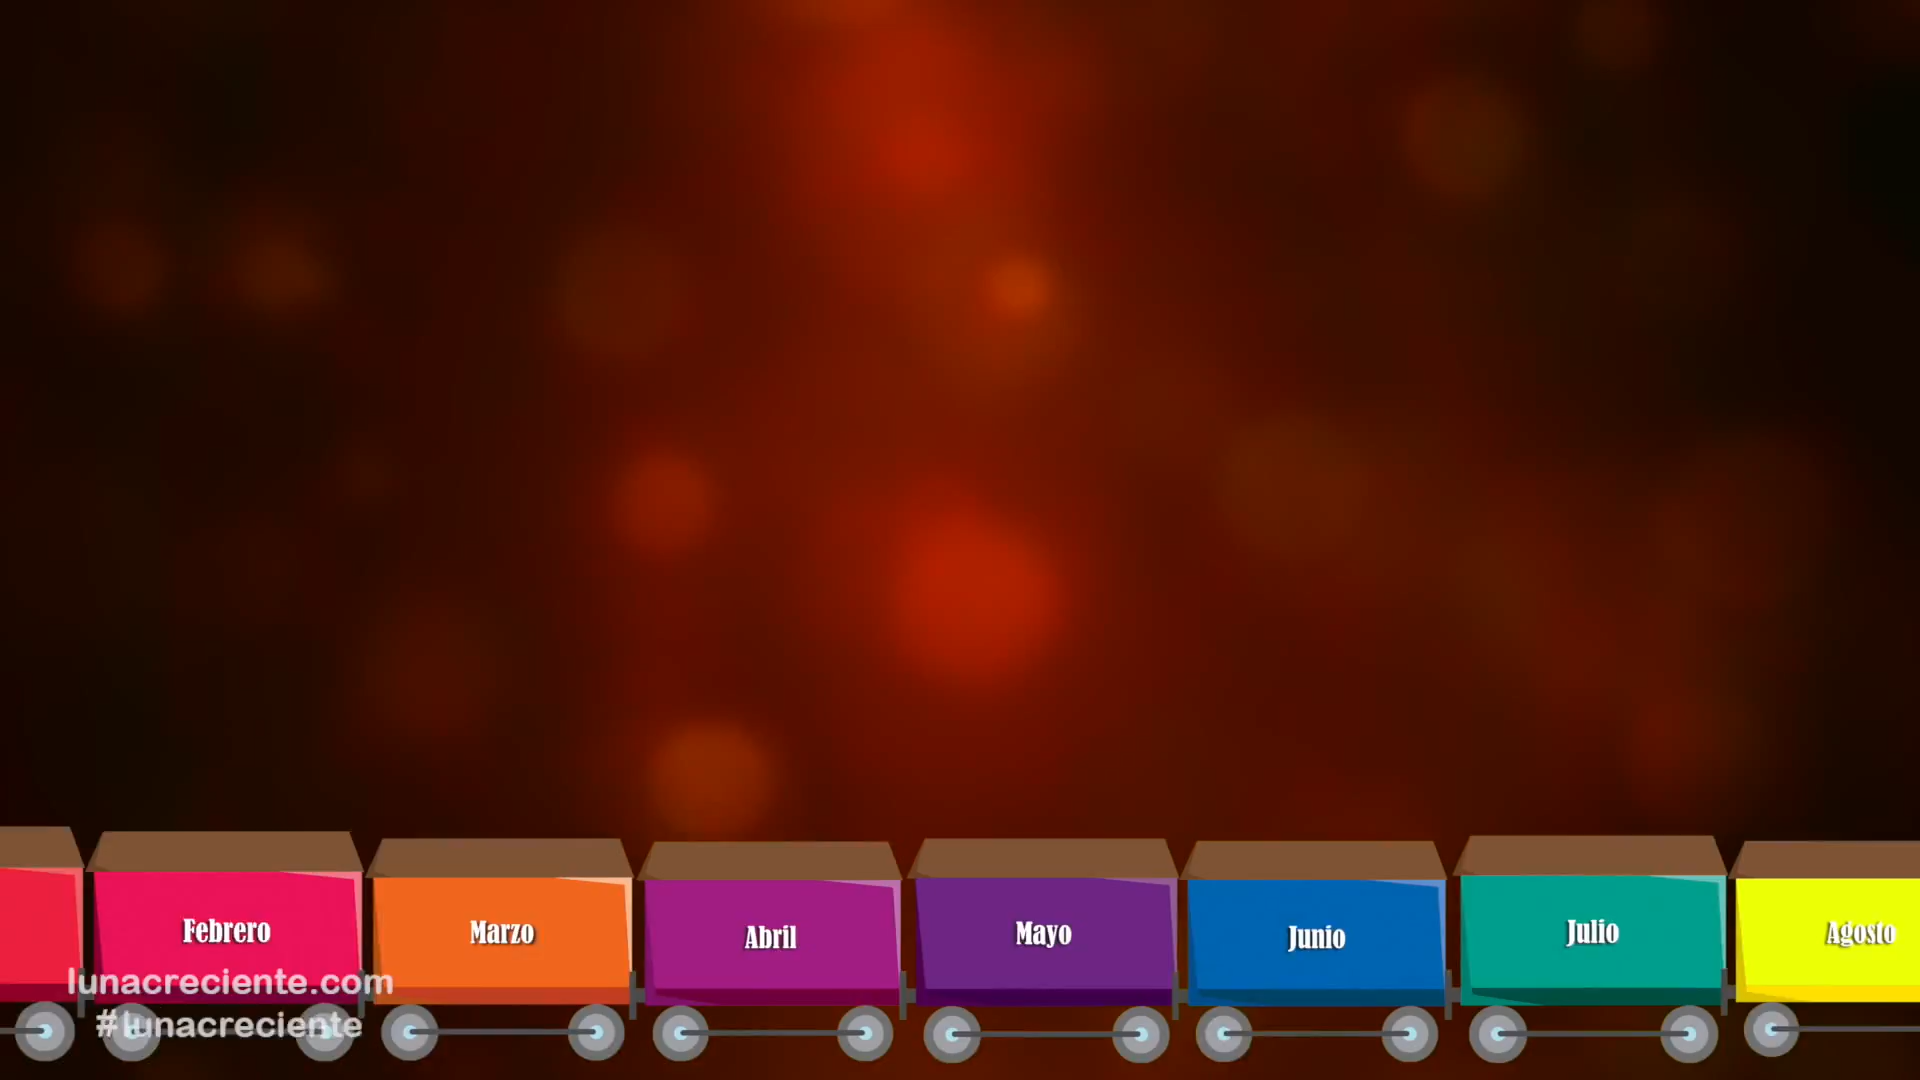 Febrero
Marzo
Abril
Mayo
Junio
Julio
Agosto
lunacreciente.com
#lunacreciente